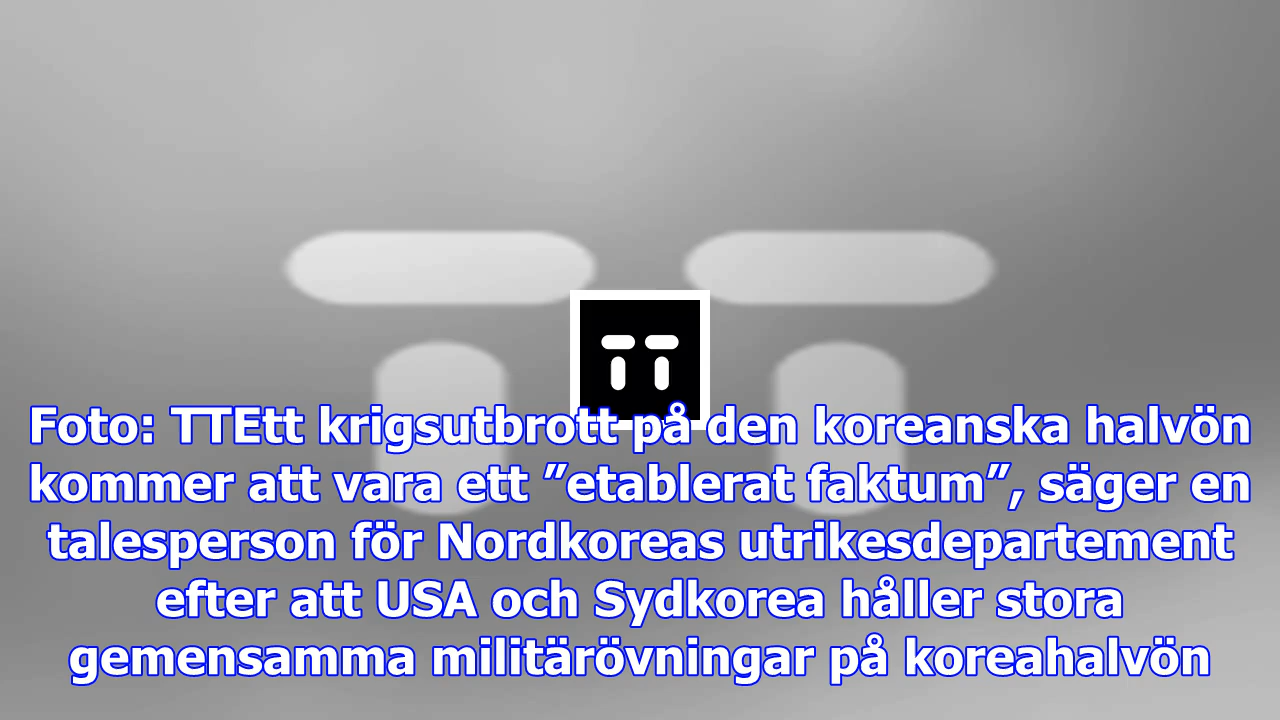 Foto: TTEtt krigsutbrott på den koreanska halvön
kommer att vara ett ”etablerat faktum”, säger en
talesperson för Nordkoreas utrikesdepartement
efter att USA och Sydkorea håller stora
gemensamma militärövningar på koreahalvön